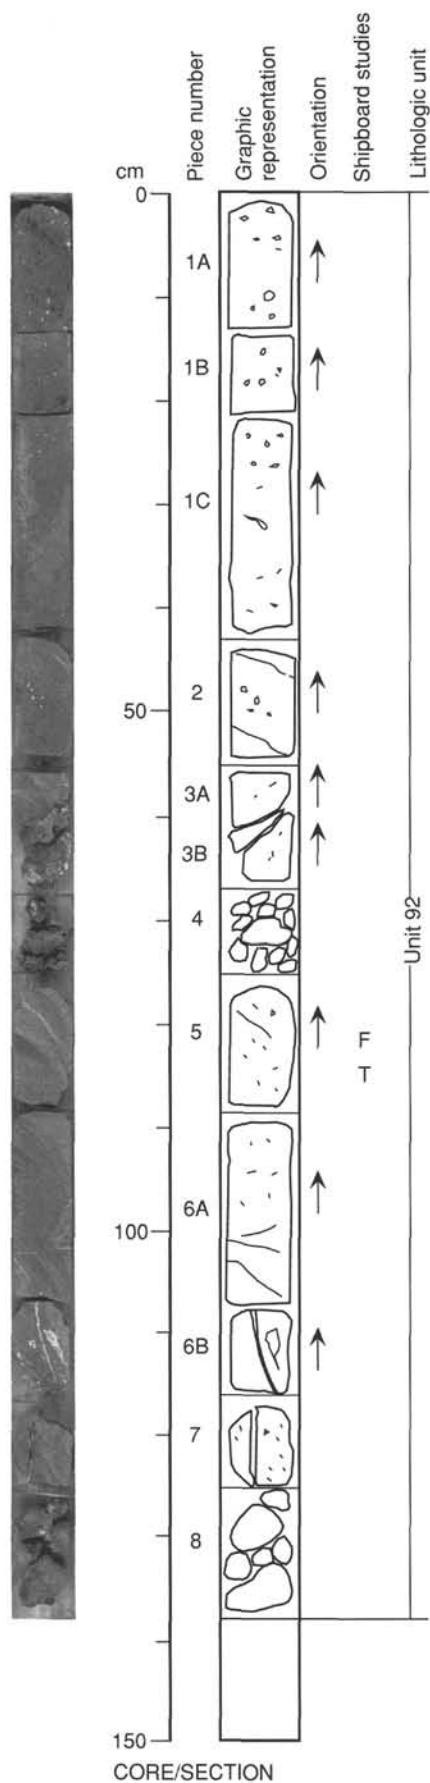 cm
Piece number
Graphic
representation
Orientation
Shipboard studies
Lithologic unit
0
1A
1B
1C
2
50
3A
3B
4
Unit 92
5
F
T
6A
100
6B
7
8
150
CORE/SECTION